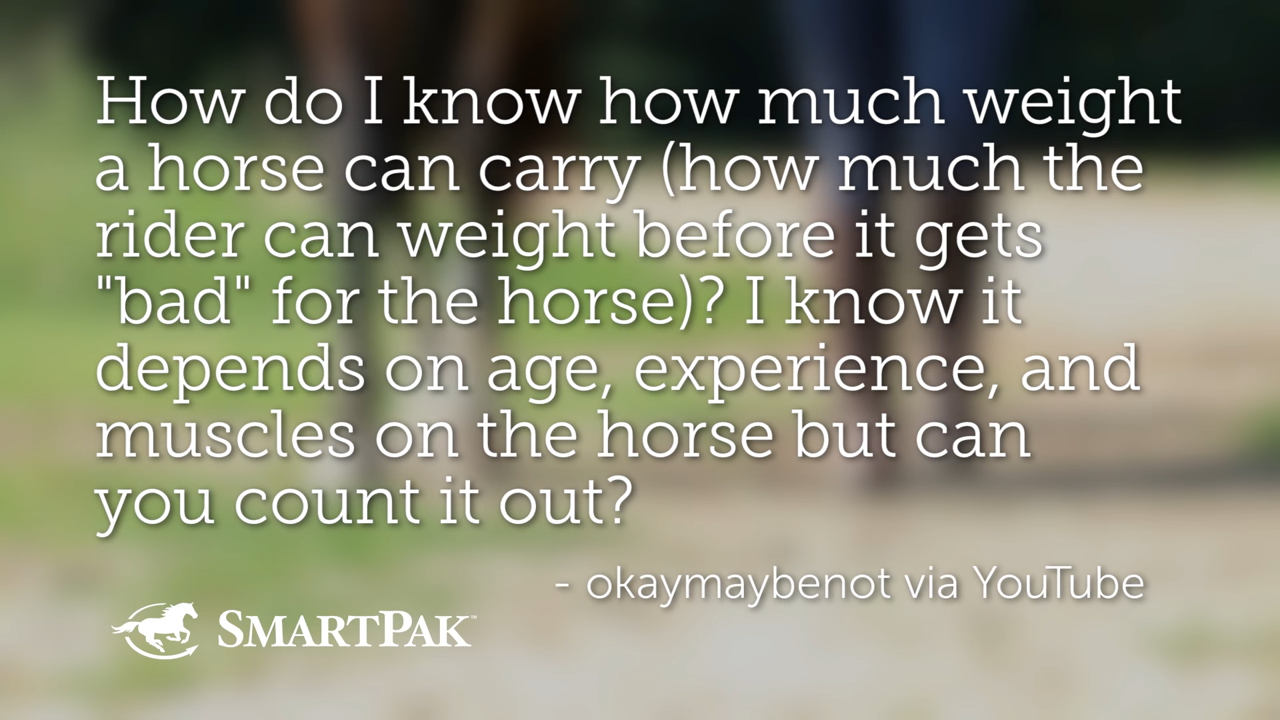 How do I know how much weight
a horse can carry (how much the
rider can weight before it gets
"bad" for the horse)? I know it
depends on age, experience, and
muscles on the horse but can
you count it out?
- okaymaybenot via YouTube
SMARTPAK™